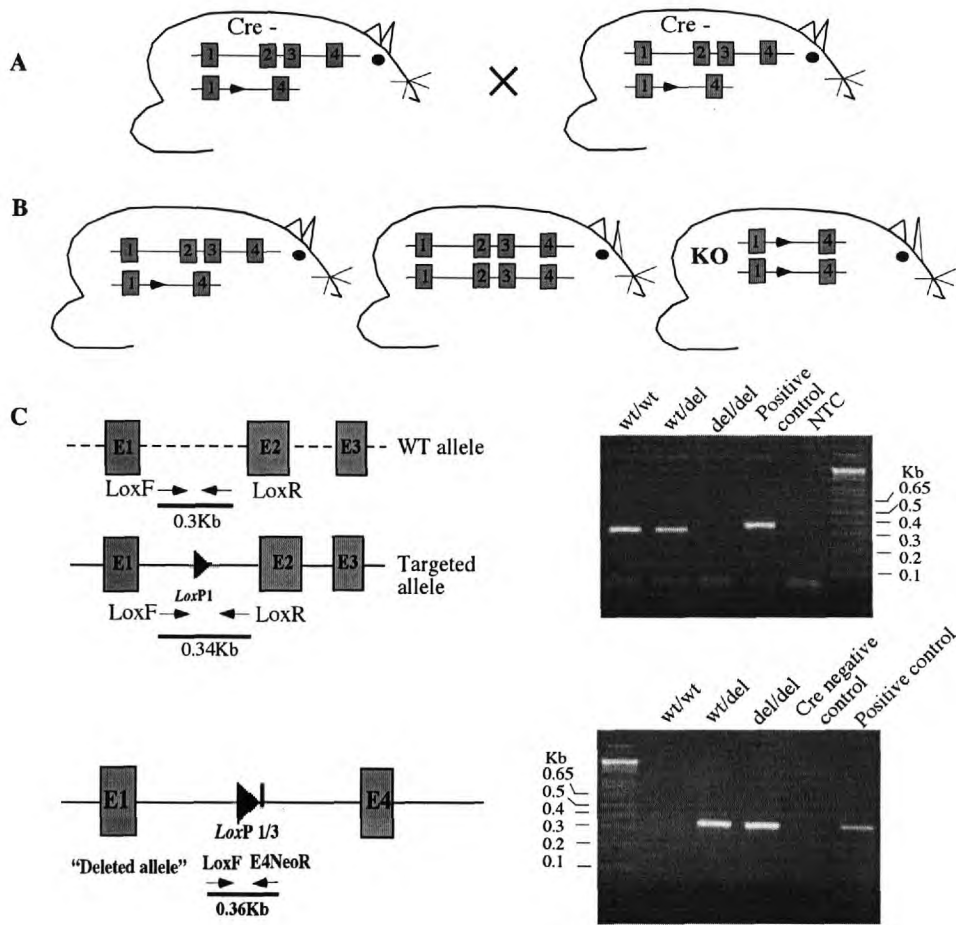 A
Cre -
1 2 3 4
1 4
Cre -
1 2 3 4
1 4
B
1 2 3 4
1 4
1 2 3 4
1 2 3 4
KO
1 4
1 4
C
E1 E2 E3 WT allele
LoxF LoxR
0.3Kb
E1 E2 E3 Targeted
allele
LoxP1
LoxF LoxR
0.34Kb
wt/wt
wt/del
del/del
Positive
control
NTC
Kb
0.65
0.5
0.4
0.3
0.2
0.1
E1 E4
LoxP 1/3
“Deleted allele” LoxF E4NeoR
0.36Kb
wt/wt
wt/del
del/del
Cre negative
control
Positive control
Kb
0.65
0.5
0.4
0.3
0.2
0.1